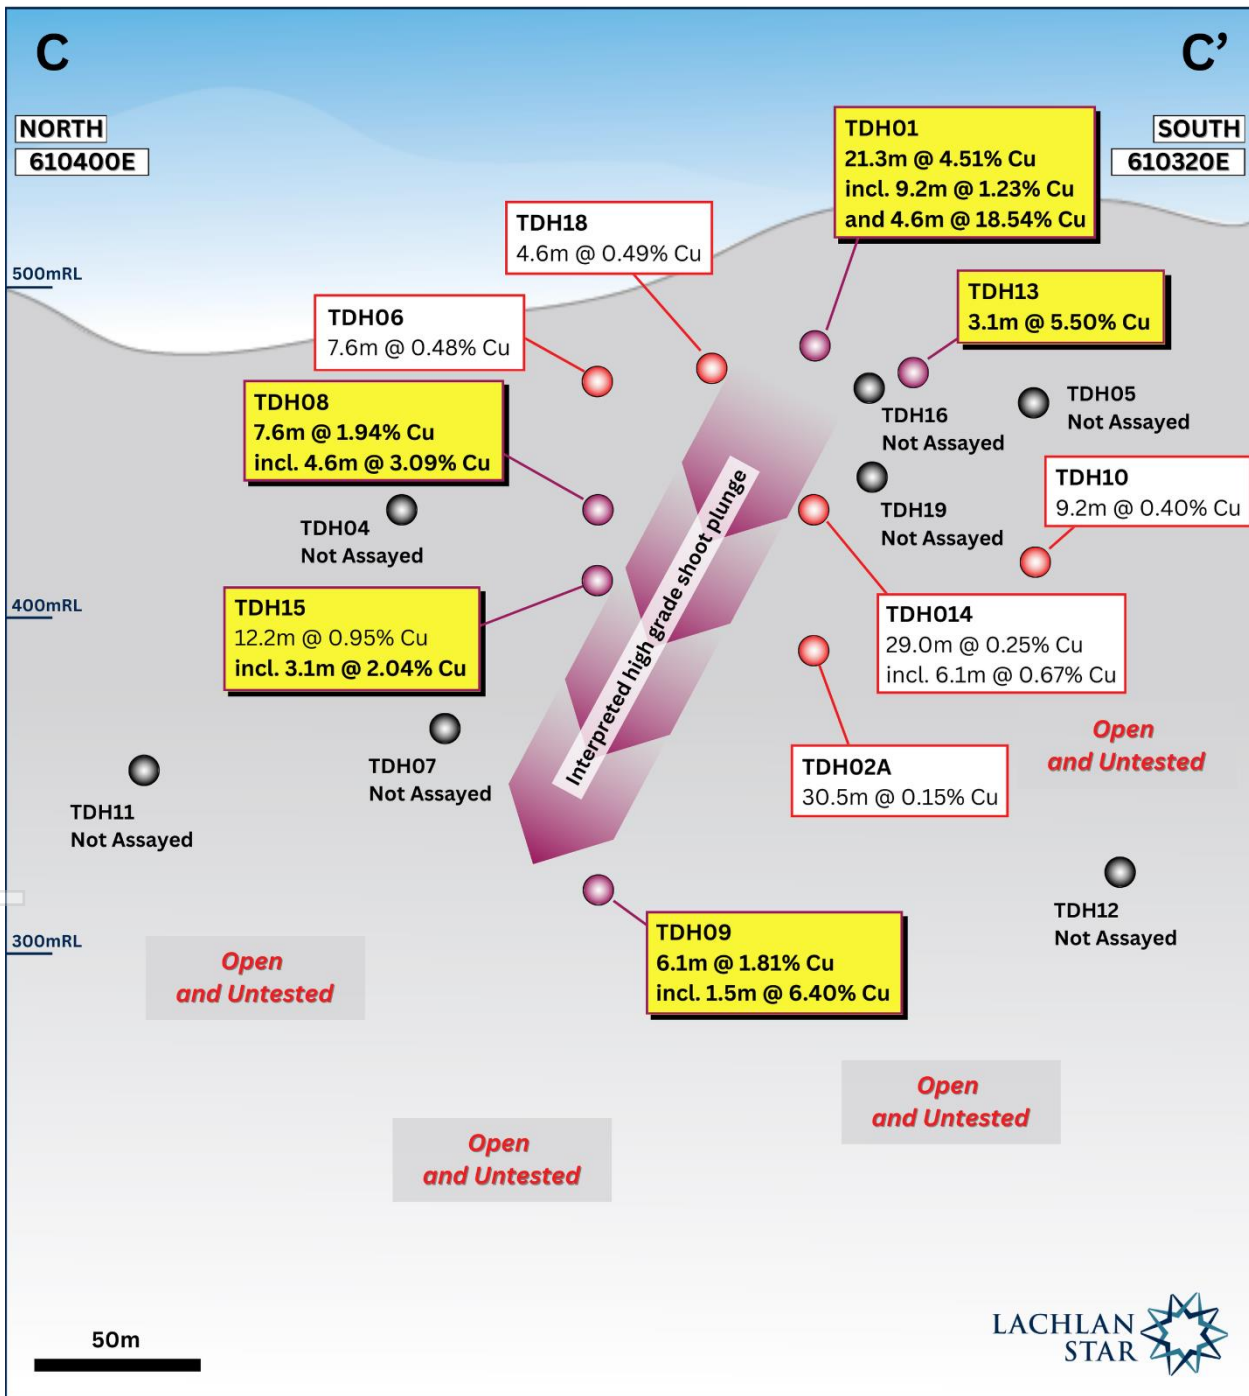 C
C’
NORTH
610400E
SOUTH
610320E
TDH01
21.3m @ 4.51% Cu
incl. 9.2m @ 1.23% Cu
and 4.6m @ 18.54% Cu
TDH18
4.6m @ 0.49% Cu
500mRL
TDH13
3.1m @ 5.50% Cu
TDH06
7.6m @ 0.48% Cu
TDH08
7.6m @ 1.94% Cu
incl. 4.6m @ 3.09% Cu
TDH05
Not Assayed
TDH16
Not Assayed
TDH10
9.2m @ 0.40% Cu
TDH04
Not Assayed
TDH19
Not Assayed
Interpreted high grade shoot plunge
400mRL
TDH15
12.2m @ 0.95% Cu
incl. 3.1m @ 2.04% Cu
TDH014
29.0m @ 0.25% Cu
incl. 6.1m @ 0.67% Cu
Open
and Untested
TDH07
Not Assayed
TDH02A
30.5m @ 0.15% Cu
TDH11
Not Assayed
TDH12
Not Assayed
300mRL
TDH09
6.1m @ 1.81% Cu
incl. 1.5m @ 6.40% Cu
Open
and Untested
Open
and Untested
Open
and Untested
50m
LACHLAN
STAR